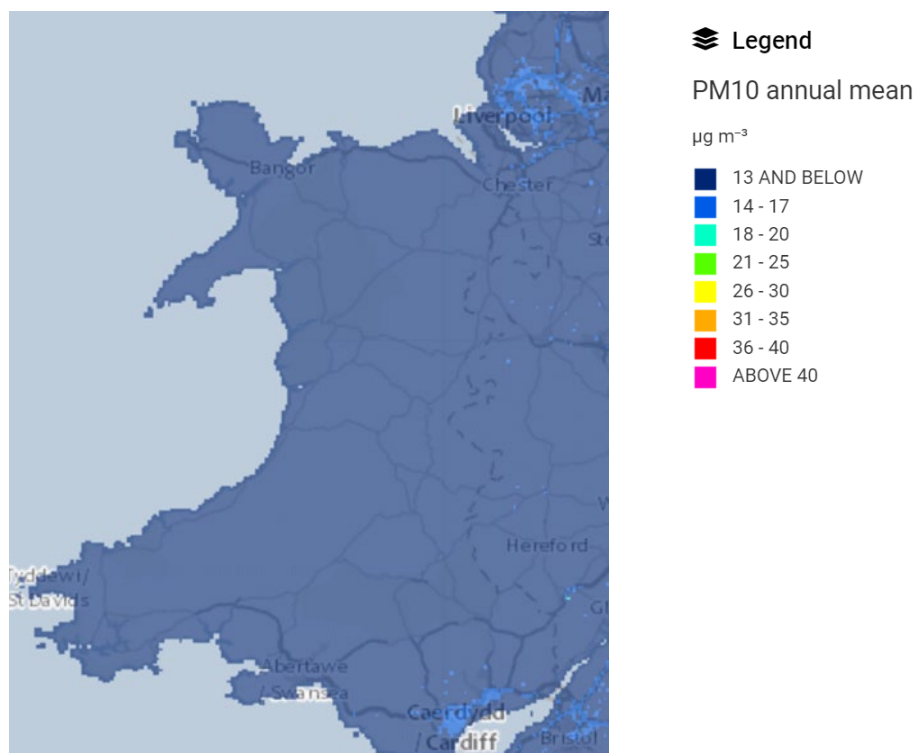 Legend
PM10 annual mean
µg m⁻³
13 AND BELOW
14 - 17
18 - 20
21 - 25
26 - 30
31 - 35
36 - 40
ABOVE 40
Liverpool
Bangor
Chester
Hereford
Tyddewi/
St Davids
Abertawe
/ Swansea
Caerdydd
/ Cardiff
Bristol